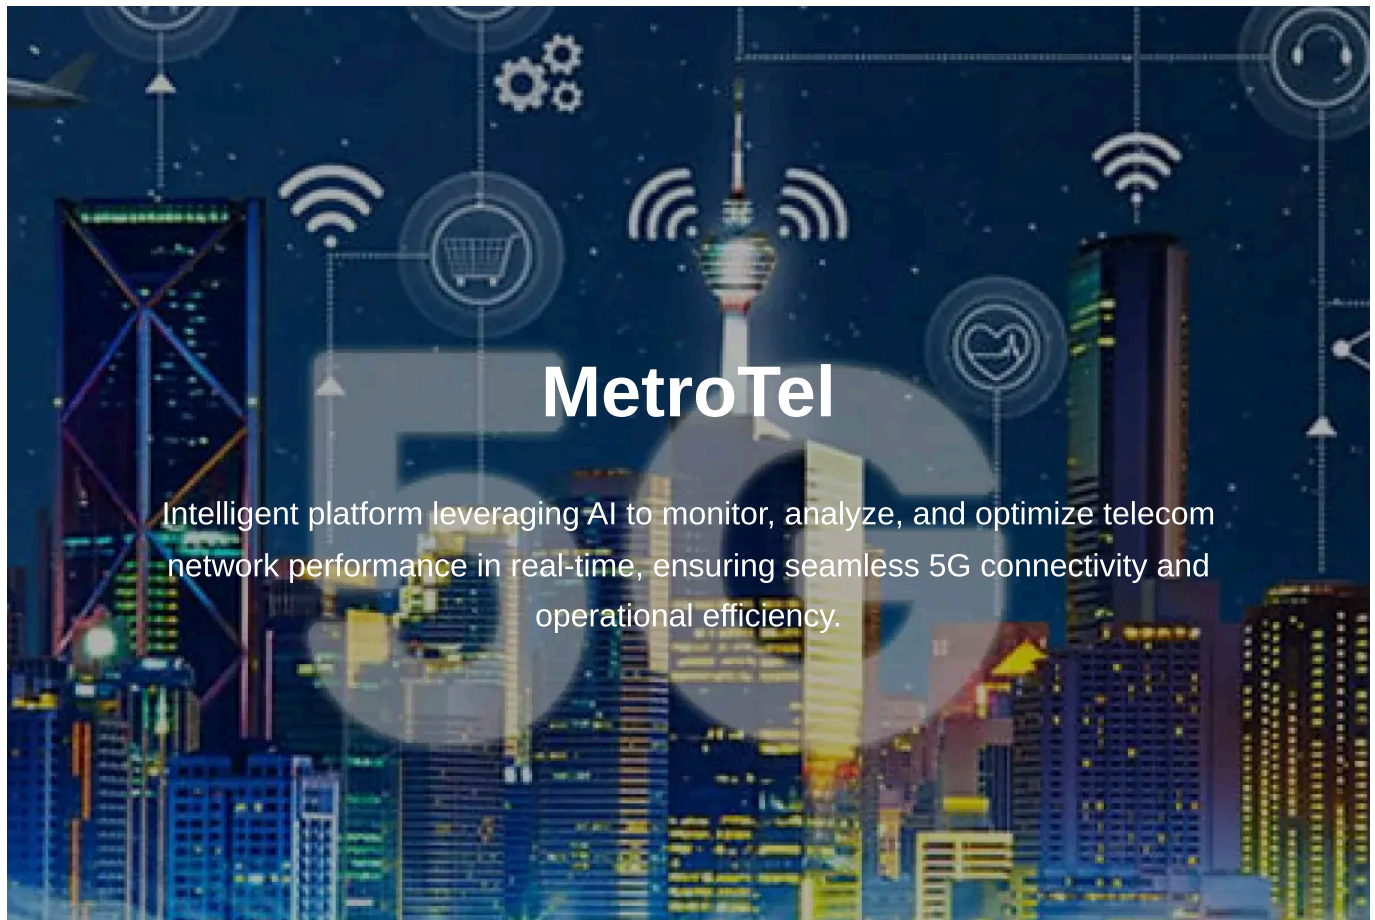 MetroTel
5G
Intelligent platform leveraging AI to monitor, analyze, and optimize telecom
network performance in real-time, ensuring seamless 5G connectivity and
operational efficiency.